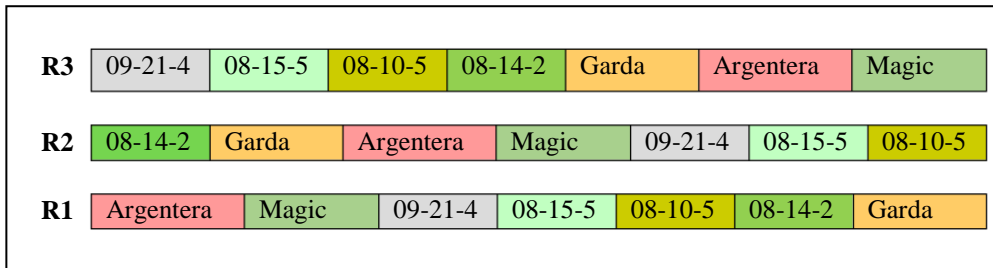 R3 09-21-4 08-15-5 08-10-5 08-14-2 Garda Argentera Magic
R2 08-14-2 Garda Argentera Magic 09-21-4 08-15-5 08-10-5
R1 Argentera Magic 09-21-4 08-15-5 08-10-5 08-14-2 Garda